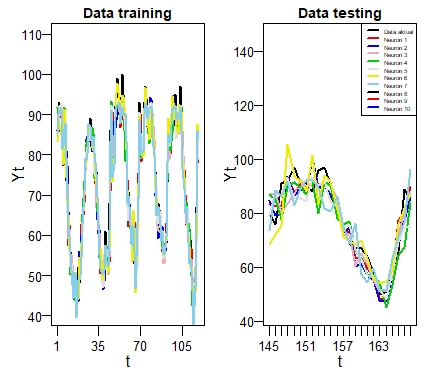 Data training
Yt
110
100
90
80
70
60
50
40
1 35 70 105
t
Data testing
Data aktual
Neuron 1
Neuron 2
Neuron 3
Neuron 4
Neuron 5
Neuron 6
Neuron 7
Neuron 8
Neuron 9
Neuron 10
Yt
140
120
100
80
60
40
145 151 157 163
t